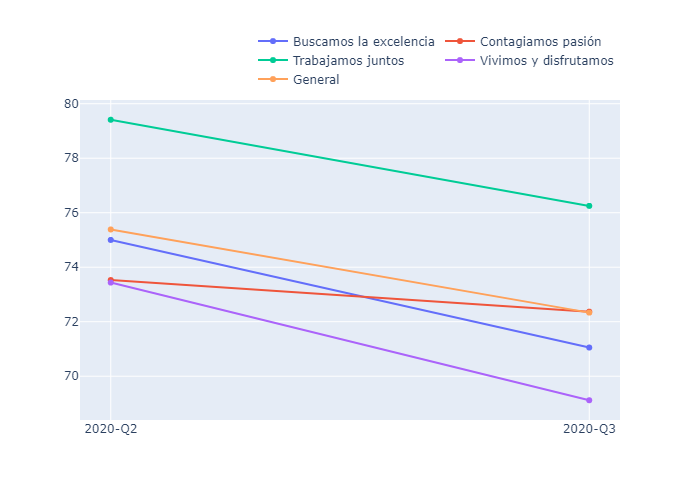 Buscamos la excelencia Contagiamos pasión
Trabajamos juntos Vivimos y disfrutamos
General
80
78
76
74
72
70
2020-Q2 2020-Q3